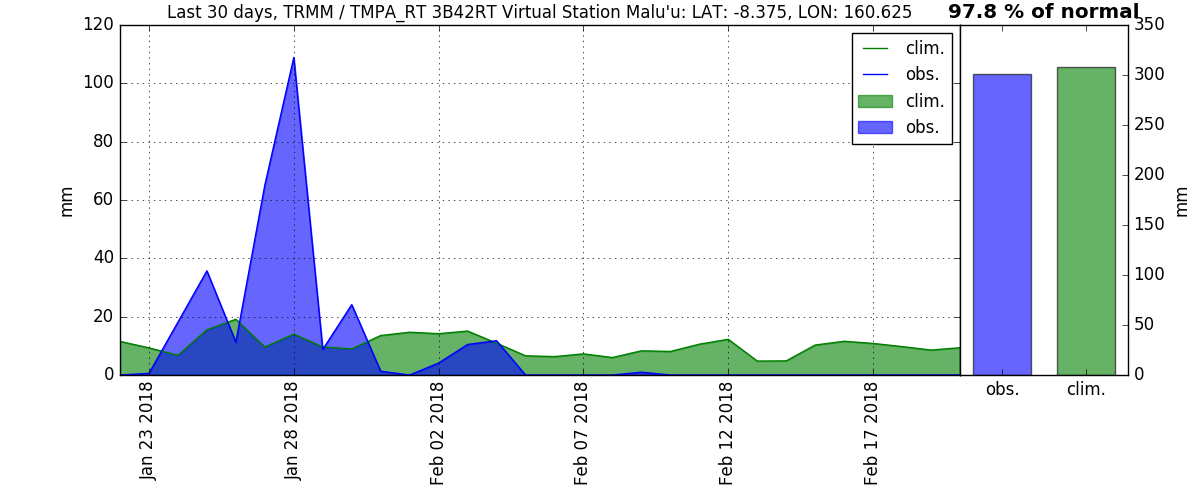 Last 30 days, TRMM / TMPA_RT 3B42RT Virtual Station Malu'u: LAT: -8.375, LON: 160.625
97.8 % of normal
120
100
80
60
40
20
0
mm
clim.
obs.
clim.
obs.
Jan 23 2018
Jan 28 2018
Feb 02 2018
Feb 07 2018
Feb 12 2018
Feb 17 2018
350
300
250
200
150
100
50
0
mm
obs.
clim.